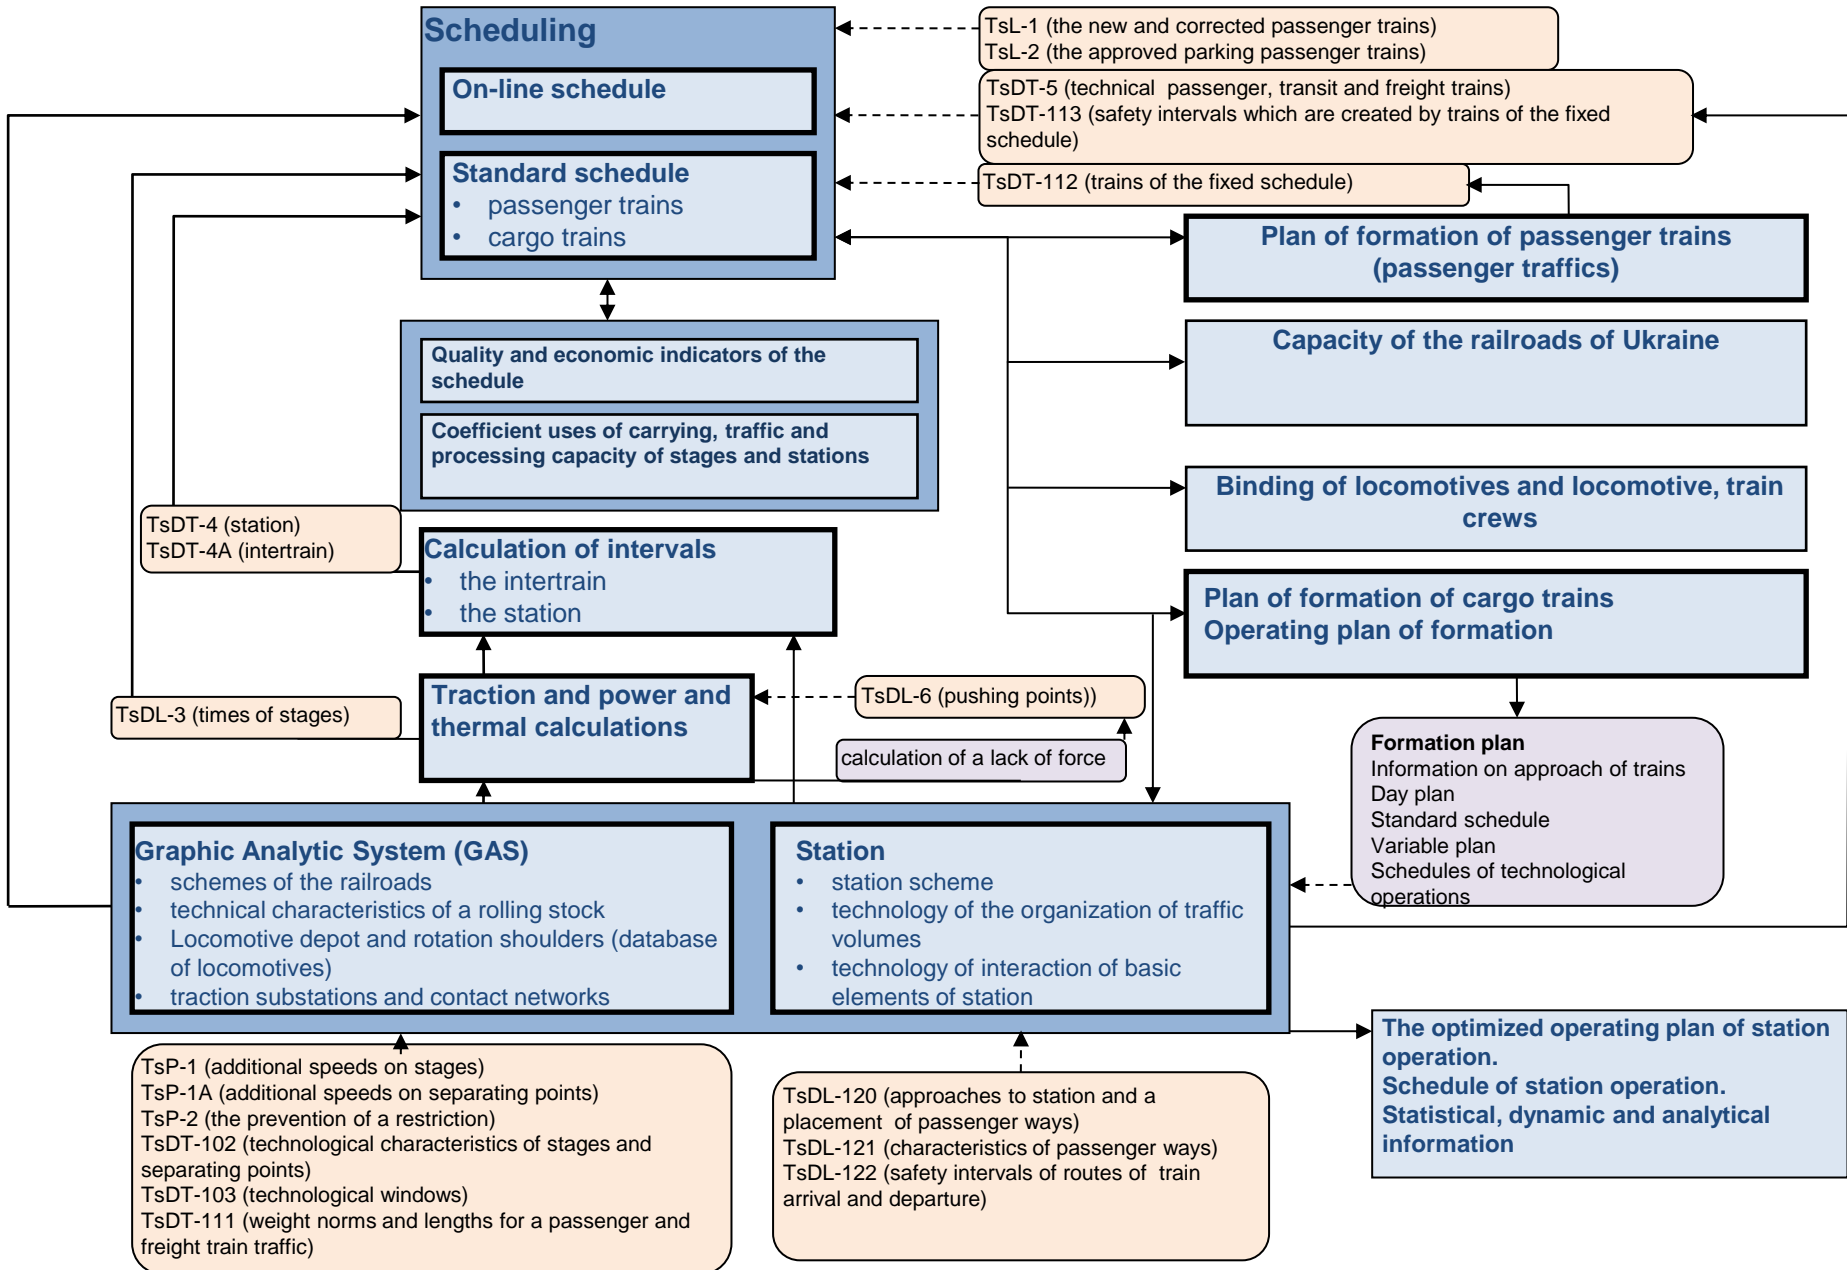 Scheduling
On-line schedule
Standard schedule
• passenger trains
• cargo trains
TsL-1 (the new and corrected passenger trains)
TsL-2 (the approved parking passenger trains)
TsDT-5 (technical passenger, transit and freight trains)
TsDT-113 (safety intervals which are created by trains of the fixed
schedule)
TsDT-112 (trains of the fixed schedule)
Plan of formation of passenger trains
(passenger traffics)
Capacity of the railroads of Ukraine
Binding of locomotives and locomotive, train
crews
Plan of formation of cargo trains
Operating plan of formation
Quality and economic indicators of the
schedule
Coefficient uses of carrying, traffic and
processing capacity of stages and stations
TsDT-4 (station)
TsDT-4A (intertrain)
Calculation of intervals
• the intertrain
• the station
TsDL-3 (times of stages)
Traction and power and
thermal calculations
TsDL-6 (pushing points))
calculation of a lack of force
Formation plan
Information on approach of trains
Day plan
Standard schedule
Variable plan
Schedules of technological
operations
Graphic Analytic System (GAS)
• schemes of the railroads
• technical characteristics of a rolling stock
• Locomotive depot and rotation shoulders (database
of locomotives)
• traction substations and contact networks
Station
• station scheme
• technology of the organization of traffic
volumes
• technology of interaction of basic
elements of station
TsP-1 (additional speeds on stages)
TsP-1A (additional speeds on separating points)
TsP-2 (the prevention of a restriction)
TsDT-102 (technological characteristics of stages and
separating points)
TsDT-103 (technological windows)
TsDT-111 (weight norms and lengths for a passenger and
freight train traffic)
TsDL-120 (approaches to station and a
placement of passenger ways)
TsDL-121 (characteristics of passenger ways)
TsDL-122 (safety intervals of routes of train
arrival and departure)
The optimized operating plan of station
operation.
Schedule of station operation.
Statistical, dynamic and analytical
information